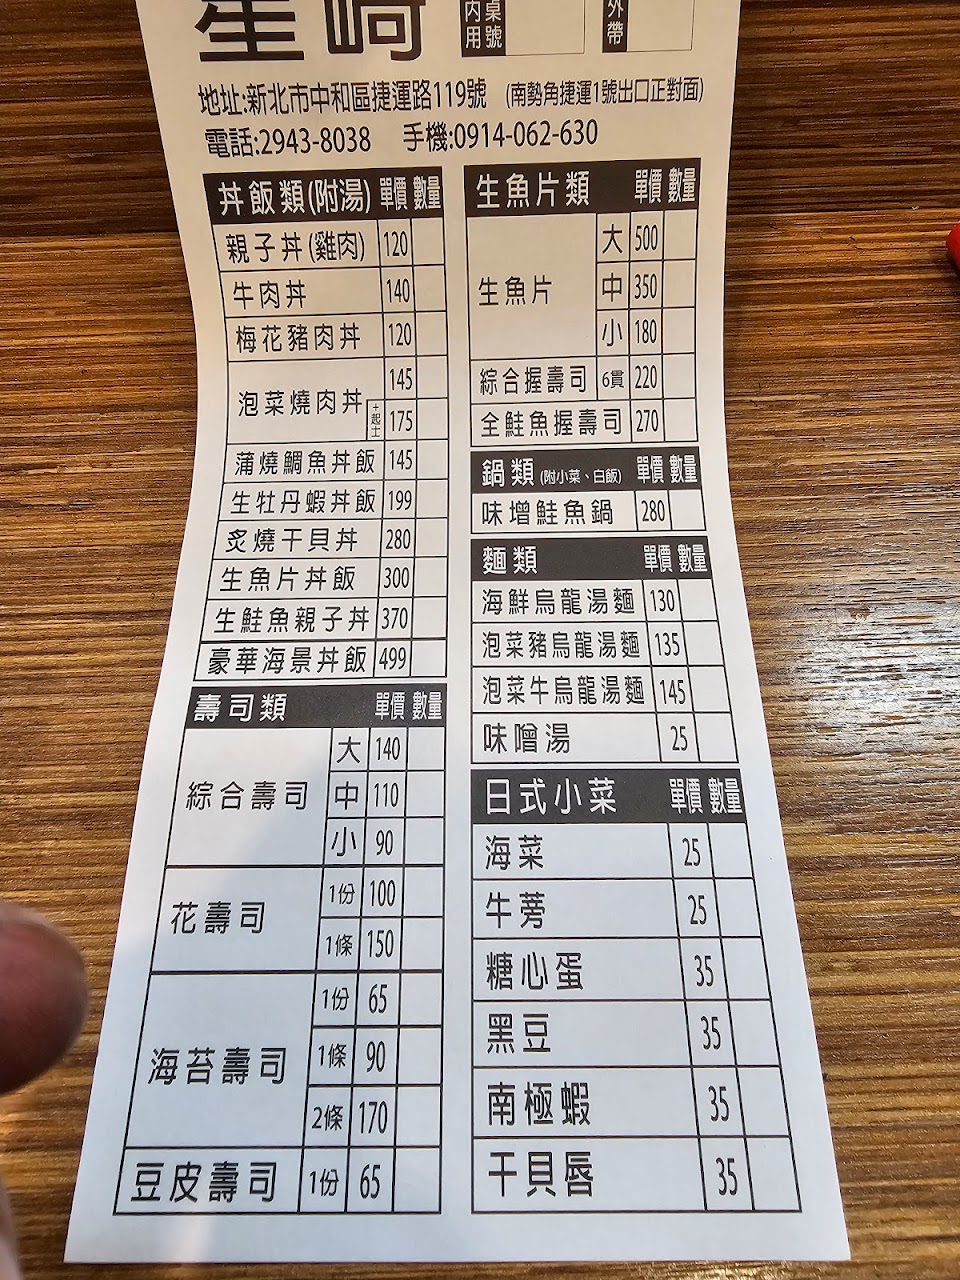 星崎
內用 桌號
外帶
地址:新北市中和區捷運路119號 (南勢角捷運1號出口正對面)
電話:2943-8038 手機:0914-062-630
丼飯類(附湯) 單價 數量
親子丼(雞肉) 120
牛肉丼 140
梅花豬肉丼 120
泡菜燒肉丼 145
+起士 175
蒲燒鯛魚丼飯 145
生牡丹蝦丼飯 199
炙燒干貝丼 280
生魚片丼飯 300
生鮭魚親子丼 370
豪華海景丼飯 499
壽司類 單價 數量
綜合壽司 大 140
中 110
小 90
花壽司 1份 100
1條 150
海苔壽司 1份 65
1條 90
2條 170
豆皮壽司 1份 65
生魚片類 單價 數量
生魚片 大 500
中 350
小 180
綜合握壽司 6貫 220
全鮭魚握壽司 270
鍋類(附小菜、白飯) 單價 數量
味增鮭魚鍋 280
麵類 單價 數量
海鮮烏龍湯麵 130
泡菜豬烏龍湯麵 135
泡菜牛烏龍湯麵 145
味噌湯 25
日式小菜 單價 數量
海菜 25
牛蒡 25
糖心蛋 35
黑豆 35
南極蝦 35
干貝唇 35